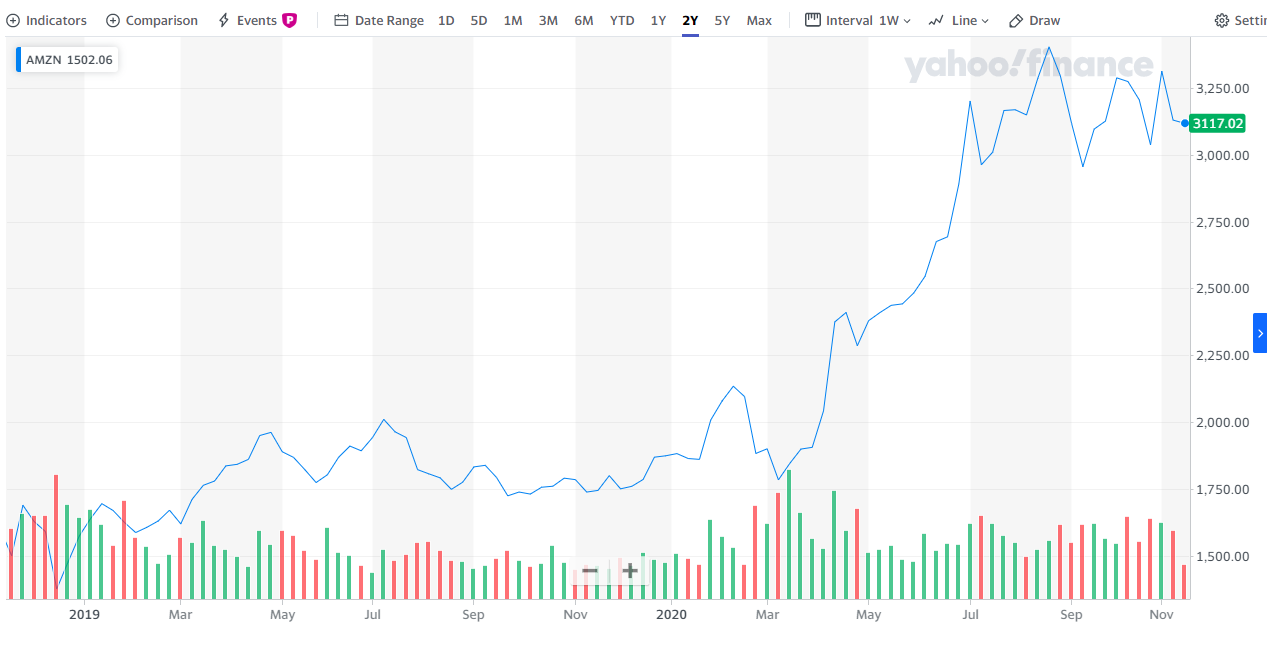 Indicators Comparison Events P Date Range 1D 5D 1M 3M 6M YTD 1Y 2Y 5Y Max Interval 1W Line Draw Settin
AMZN 1502.06
yahoo!finance
3,250.00
3117.02
3,000.00
2,750.00
2,500.00
2,250.00
2,000.00
1,750.00
1,500.00
2019 Mar May Jul Sep Nov 2020 Mar May Jul Sep Nov